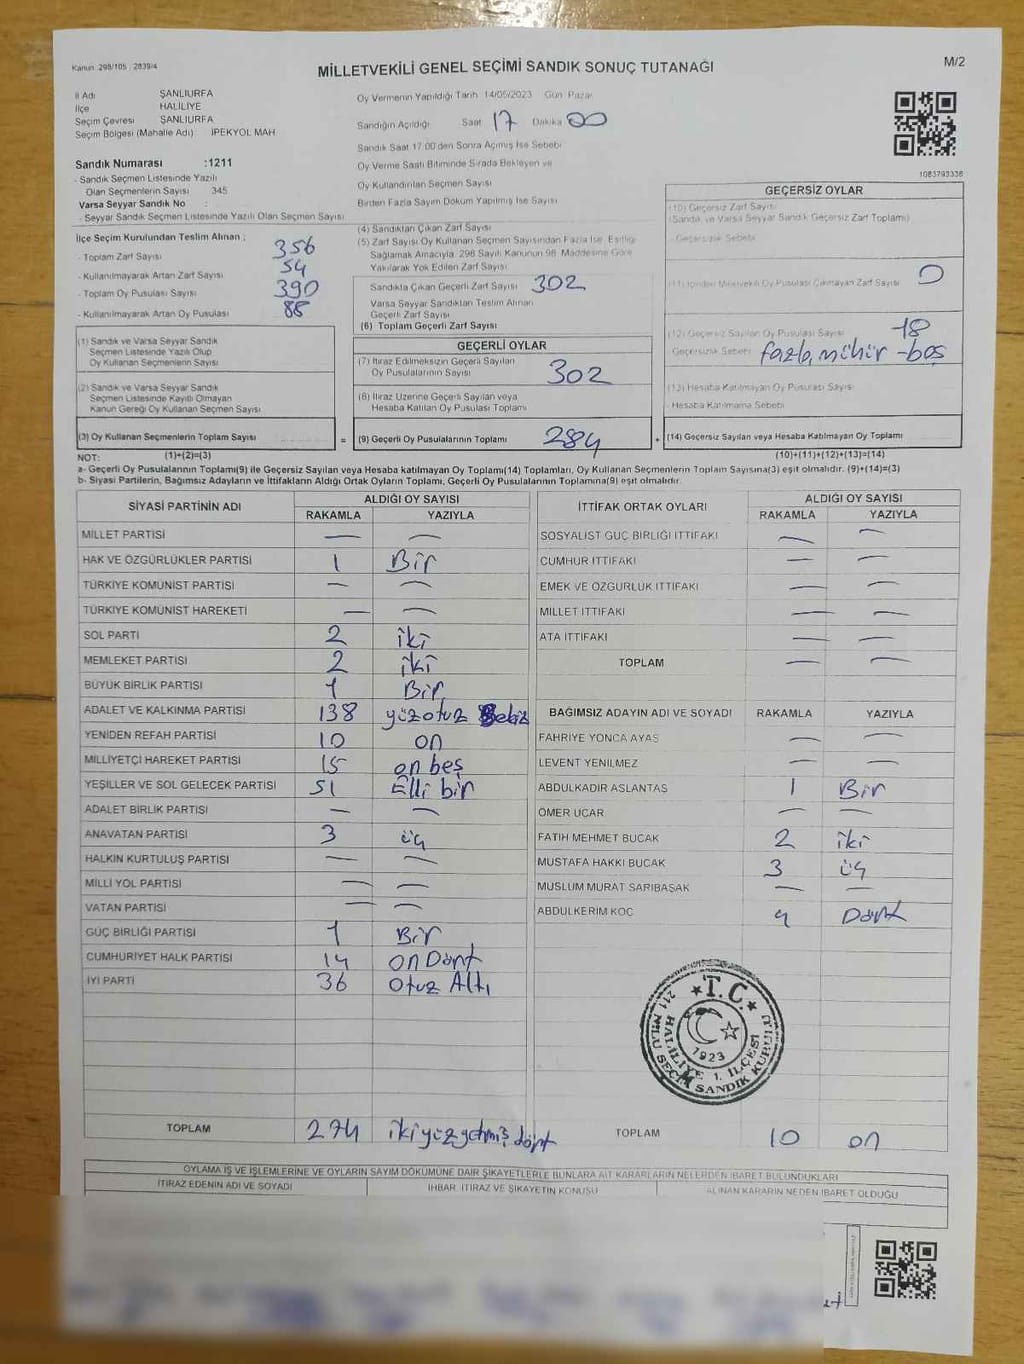 Kanun 298/105 : 2839/4
MİLLETVEKİLİ GENEL SEÇİMİ SANDIK SONUÇ TUTANAĞI
M/2
İl Adı ŞANLIURFA
İlçe HALİLİYE
Seçim Çevresi ŞANLIURFA
Seçim Bölgesi (Mahalle Adı) İPEKYOL MAH.
Sandık Numarası :1211
- Sandık Seçmen Listesinde Yazılı
Olan Seçmenlerin Sayısı 345
Varsa Seyyar Sandık No :
- Seyyar Sandık Seçmen Listesinde Yazılı Olan Seçmen Sayısı
Oy Vermenin Yapıldığı Tarih 14/05/2023 Gün Pazar
Sandığın Açıldığı Saat 17 Dakika 00
Sandık Saat 17.00'den Sonra Açmış İse Sebebi
Oy Verme Saati Bitiminde Sırada Bekleyen ve
Oy Kullandırılan Seçmen Sayısı
Birden Fazla Sayım Döküm Yapılmış İse Sayısı
1083793338
İlçe Seçim Kurulundan Teslim Alınan ;
- Toplam Zarf Sayısı 356
- Kullanılmayarak Artan Zarf Sayısı 54
- Toplam Oy Pusulası Sayısı 390
- Kullanılmayarak Artan Oy Pusulası 88
(1) Sandık ve Varsa Seyyar Sandık
Seçmen Listesinde Yazılı Olup
Oy Kullanan Seçmenlerin Sayısı
(2) Sandık ve Varsa Seyyar Sandık
Seçmen Listesinde Kayıtlı Olmayan
Kanun Gereği Oy Kullanan Seçmen Sayısı
(3) Oy Kullanan Seçmenlerin Toplam Sayısı =
(1)+(2)=(3)
(4) Sandıktan Çıkan Zarf Sayısı
(5) Zarf Sayısı Oy Kullanan Seçmen Sayısından Fazla İse, Eşitliği
Sağlamak Amacıyla, 298 Sayılı Kanunun 98. Maddesine Göre
Yakılarak Yok Edilen Zarf Sayısı
Sandıkta Çıkan Geçerli Zarf Sayısı 302
Varsa Seyyar Sandıktan Teslim Alınan
Geçerli Zarf Sayısı
(6) Toplam Geçerli Zarf Sayısı
GEÇERLİ OYLAR
(7) İtiraz Edilmeksizin Geçerli Sayılan
Oy Pusulalarının Sayısı 302
(8) İtiraz Üzerine Geçerli Sayılan veya
Hesaba Katılan Oy Pusulası Toplamı
(9) Geçerli Oy Pusulalarının Toplamı 284 +
GEÇERSİZ OYLAR
(10) Geçersiz Zarf Sayısı
(Sandık ve Varsa Seyyar Sandık Geçersiz Zarf Toplamı)
- Geçersizlik Sebebi
(11) İçinden Milletvekili Oy Pusulası Çıkmayan Zarf Sayısı 0
(12) Geçersiz Sayılan Oy Pusulası Sayısı 18
Geçersizlik Sebebi fazla, mühür - boş
(13) Hesaba Katılmayan Oy Pusulası Sayısı
- Hesaba Katılmama Sebebi
(14) Geçersiz Sayılan veya Hesaba Katılmayan Oy Toplamı
(10)+(11)+(12)+(13)=(14)
NOT:
a- Geçerli Oy Pusulalarının Toplamı(9) ile Geçersiz Sayılan veya Hesaba katılmayan Oy Toplamı(14) Toplamları, Oy Kullanan Seçmenlerin Toplam Sayısına(3) eşit olmalıdır. (9)+(14)=(3)
b- Siyasi Partilerin, Bağımsız Adayların ve İttifakların Aldığı Ortak Oyların Toplamı, Geçerli Oy Pusulalarının Toplamına(9) eşit olmalıdır.
SİYASİ PARTİNİN ADI ALDIĞI OY SAYISI
RAKAMLA YAZIYLA
MİLLET PARTİSİ — —
HAK VE ÖZGÜRLÜKLER PARTİSİ 1 Bir
TÜRKİYE KOMÜNİST PARTİSİ — —
TÜRKİYE KOMÜNİST HAREKETİ — —
SOL PARTİ 2 iki
MEMLEKET PARTİSİ 2 iki
BÜYÜK BİRLİK PARTİSİ 1 Bir
ADALET VE KALKINMA PARTİSİ 138 yüz otuz sekiz
YENİDEN REFAH PARTİSİ 10 on
MİLLİYETÇİ HAREKET PARTİSİ 15 on beş
YEŞİLLER VE SOL GELECEK PARTİSİ 51 Elli bir
ADALET BİRLİK PARTİSİ — —
ANAVATAN PARTİSİ 3 üç
HALKIN KURTULUŞ PARTİSİ — —
MİLLİ YOL PARTİSİ — —
VATAN PARTİSİ — —
GÜÇ BİRLİĞİ PARTİSİ 1 Bir
CUMHURİYET HALK PARTİSİ 14 on Dört
İYİ PARTİ 36 Otuz Altı
TOPLAM 274 iki yüz yetmiş dört
İTTİFAK ORTAK OYLARI ALDIĞI OY SAYISI
RAKAMLA YAZIYLA
SOSYALİST GÜÇ BİRLİĞİ İTTİFAKI — —
CUMHUR İTTİFAKI — —
EMEK VE ÖZGÜRLÜK İTTİFAKI — —
MİLLET İTTİFAKI — —
ATA İTTİFAKI — —
TOPLAM — —
BAĞIMSIZ ADAYIN ADI VE SOYADI RAKAMLA YAZIYLA
FAHRİYE YONCA AYAS — —
LEVENT YENİLMEZ — —
ABDULKADİR ASLANTAS 1 Bir
ÖMER UCAR — —
FATİH MEHMET BUCAK 2 iki
MUSTAFA HAKKI BUCAK 3 üç
MÜSLÜM MURAT SARIBAŞAK — —
ABDULKERİM KOÇ 4 Dört
T.C.
1923
HALİLİYE 1. İLÇESİ
SANDIK KURULU
TOPLAM 10 on
OYLAMA İŞ VE İŞLEMLERİNE VE OYLARIN SAYIM DÖKÜMÜNE DAİR ŞİKAYETLERLE BUNLARA AİT KARARLARIN NELERDEN İBARET BULUNDUKLARI
İTİRAZ EDENİN ADI VE SOYADI İHBAR, İTİRAZ VE ŞİKAYETİN KONUSU ALINAN KARARIN NEDEN İBARET OLDUĞU